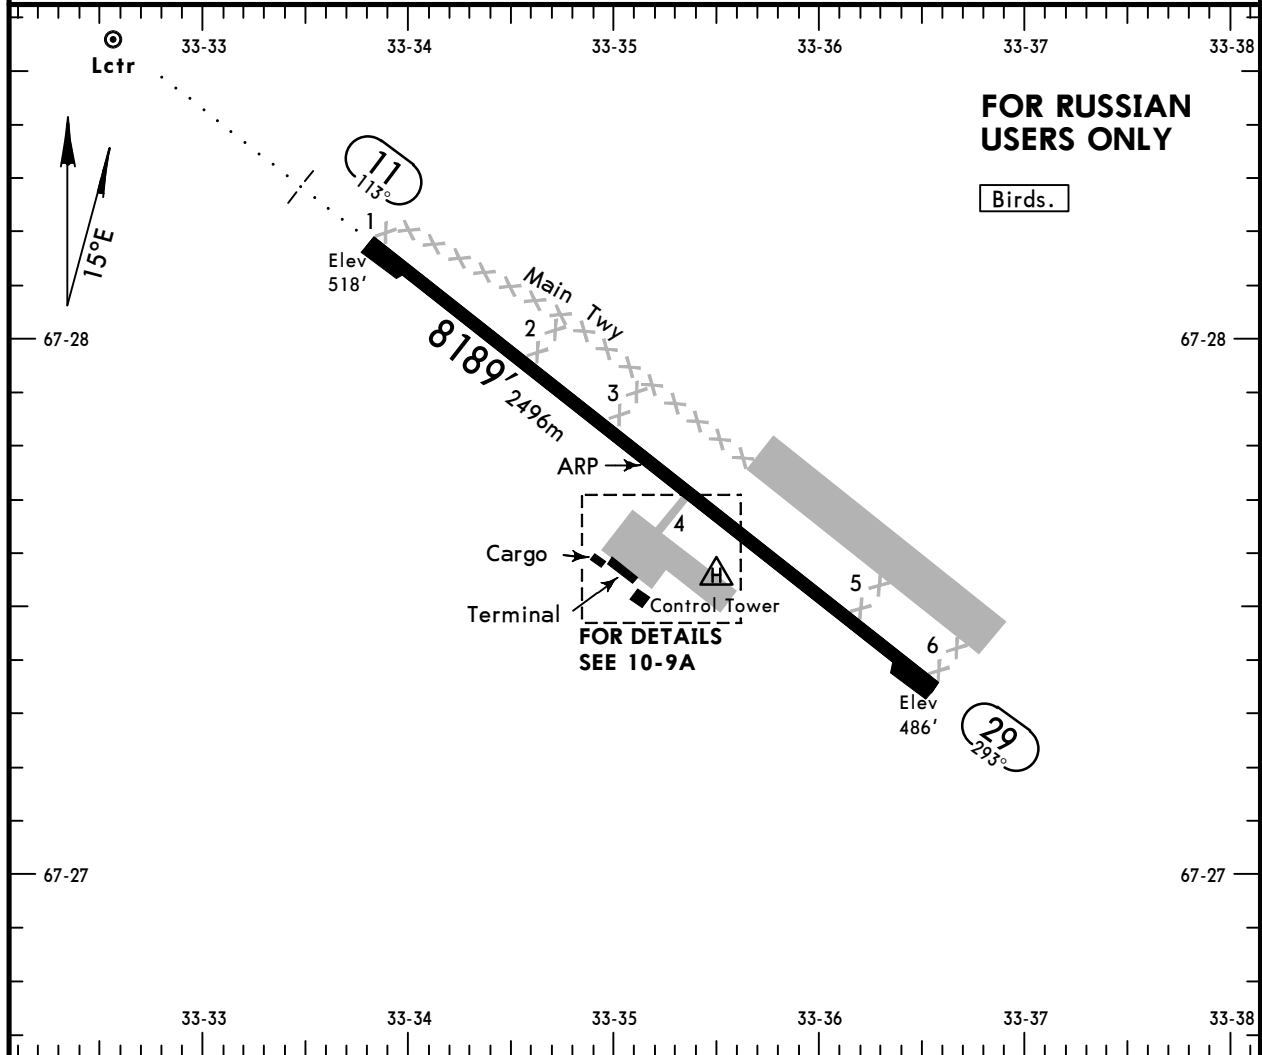 33-33
33-34
33-35
33-36
33-37
33-38
Lctr
FOR RUSSIAN
USERS ONLY
Birds.
15°E
11
113°
1
Elev
518'
Main Twy
2
67-28
67-28
8189'
2496m
3
ARP
4
Cargo
H
5
Terminal
Control Tower
FOR DETAILS
SEE 10-9A
6
Elev
486'
29
293°
67-27
67-27
33-33
33-34
33-35
33-36
33-37
33-38